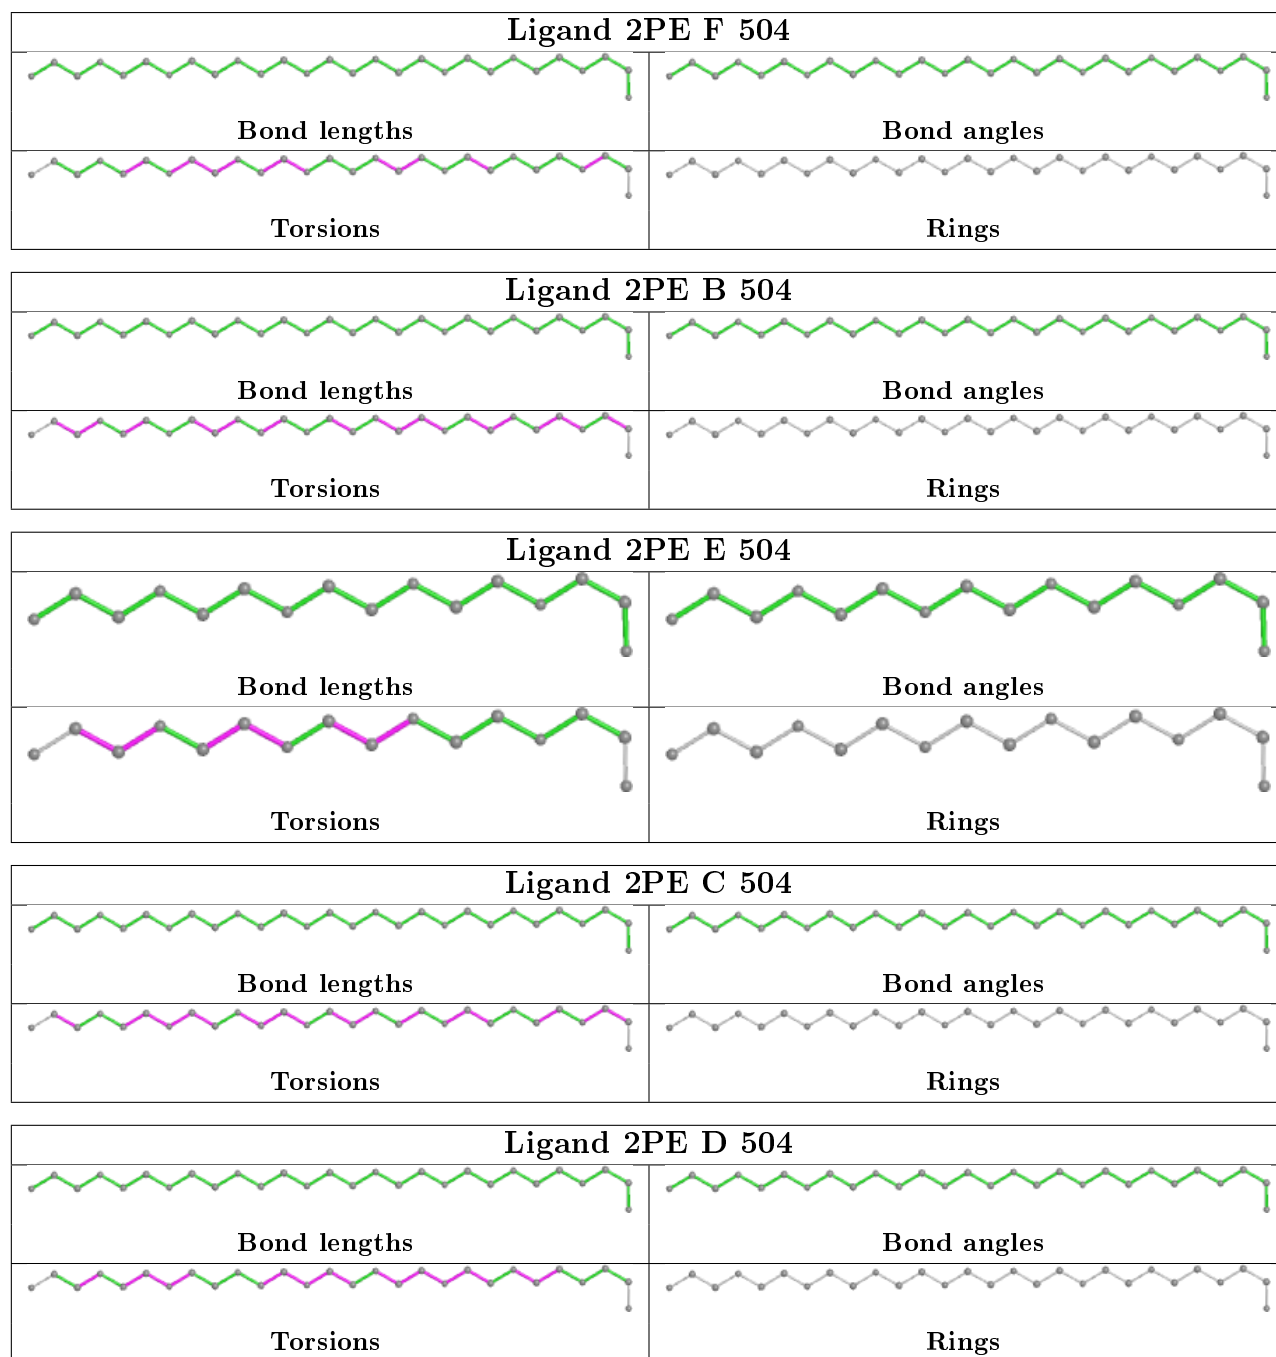 Ligand 2PE F 504
Bond lengths
Bond angles
Torsions
Rings
Ligand 2PE B 504
Bond lengths
Bond angles
Torsions
Rings
Ligand 2PE E 504
Bond lengths
Bond angles
Torsions
Rings
Ligand 2PE C 504
Bond lengths
Bond angles
Torsions
Rings
Ligand 2PE D 504
Bond lengths
Bond angles
Torsions
Rings